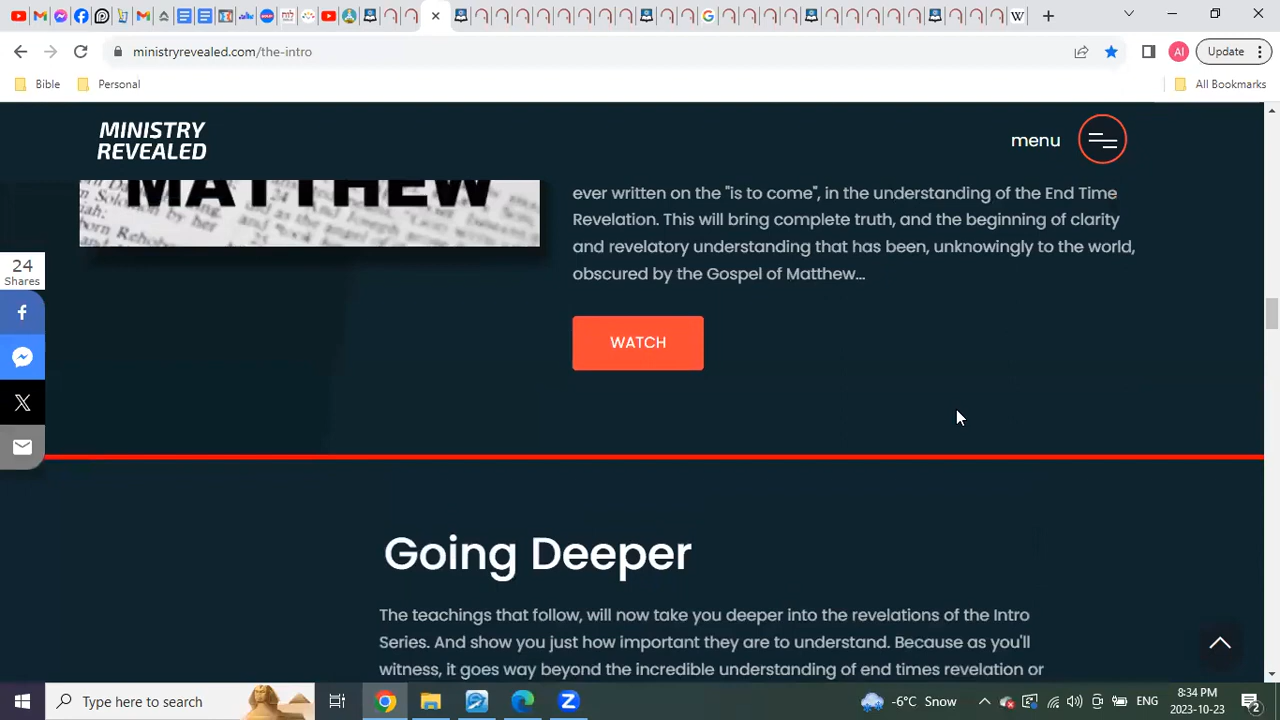 ministryrevealed.com/the-intro
AI
Update
Bible
Personal
All Bookmarks
MINISTRY
REVEALED
menu
MATTHEW
ever written on the "is to come", in the understanding of the End Time
Revelation. This will bring complete truth, and the beginning of clarity
and revelatory understanding that has been, unknowingly to the world,
obscured by the Gospel of Matthew...
24
Shares
WATCH
Going Deeper
The teachings that follow, will now take you deeper into the revelations of the Intro
Series. And show you just how important they are to understand. Because as you'll
witness, it goes way beyond the incredible understanding of end times revelation or
Type here to search
-6°C Snow
ENG
8:34 PM
2023-10-23
2